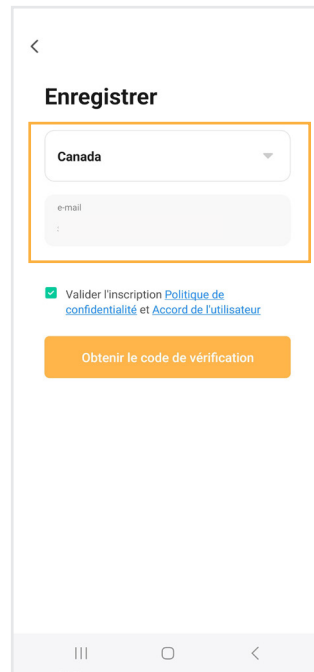 Enregistrer
Canada
e-mail
:
Valider l'inscription Politique de
confidentialité et Accord de l'utilisateur
Obtenir le code de vérification